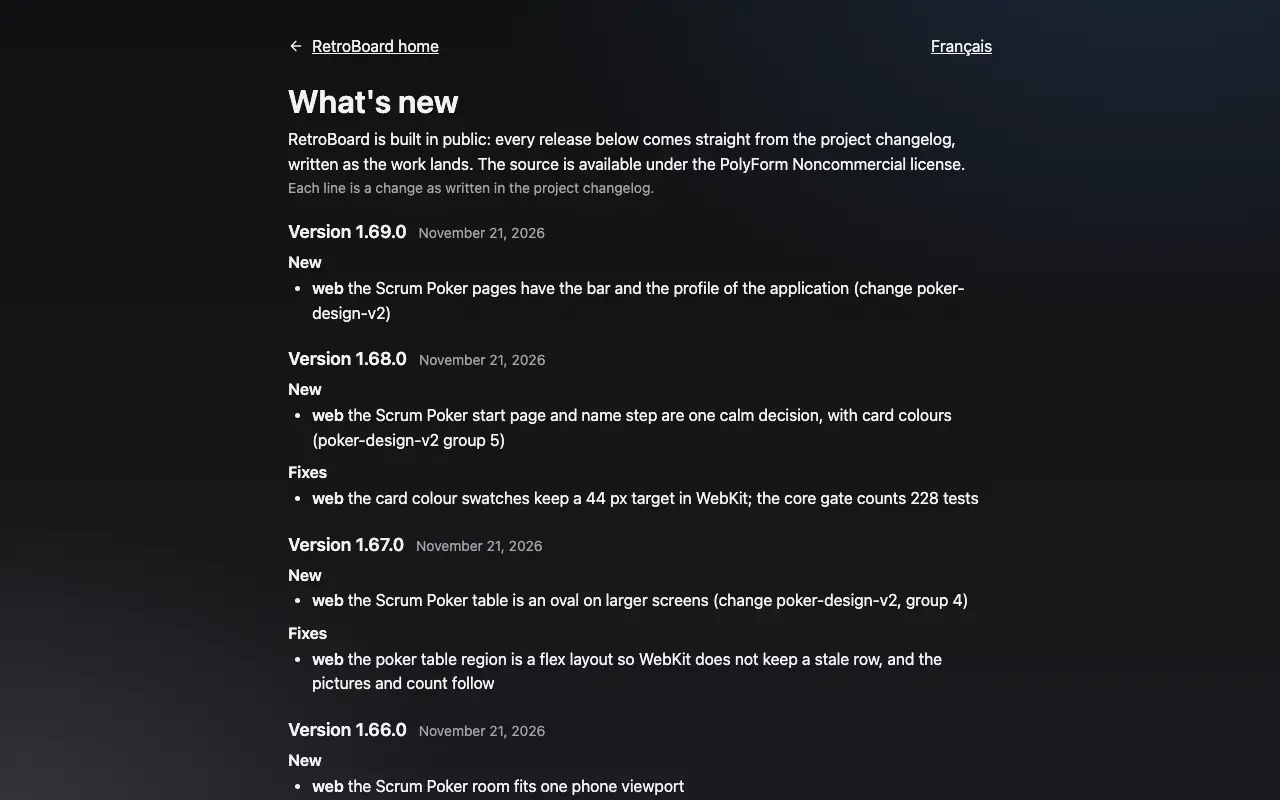 ← RetroBoard home
Français
What's new
RetroBoard is built in public: every release below comes straight from the project changelog,
written as the work lands. The source is available under the PolyForm Noncommercial license.
Each line is a change as written in the project changelog.
Version 1.69.0 November 21, 2026
New
• web the Scrum Poker pages have the bar and the profile of the application (change poker-
design-v2)
Version 1.68.0 November 21, 2026
New
• web the Scrum Poker start page and name step are one calm decision, with card colours
(poker-design-v2 group 5)
Fixes
• web the card colour swatches keep a 44 px target in WebKit; the core gate counts 228 tests
Version 1.67.0 November 21, 2026
New
• web the Scrum Poker table is an oval on larger screens (change poker-design-v2, group 4)
Fixes
• web the poker table region is a flex layout so WebKit does not keep a stale row, and the
pictures and count follow
Version 1.66.0 November 21, 2026
New
• web the Scrum Poker room fits one phone viewport